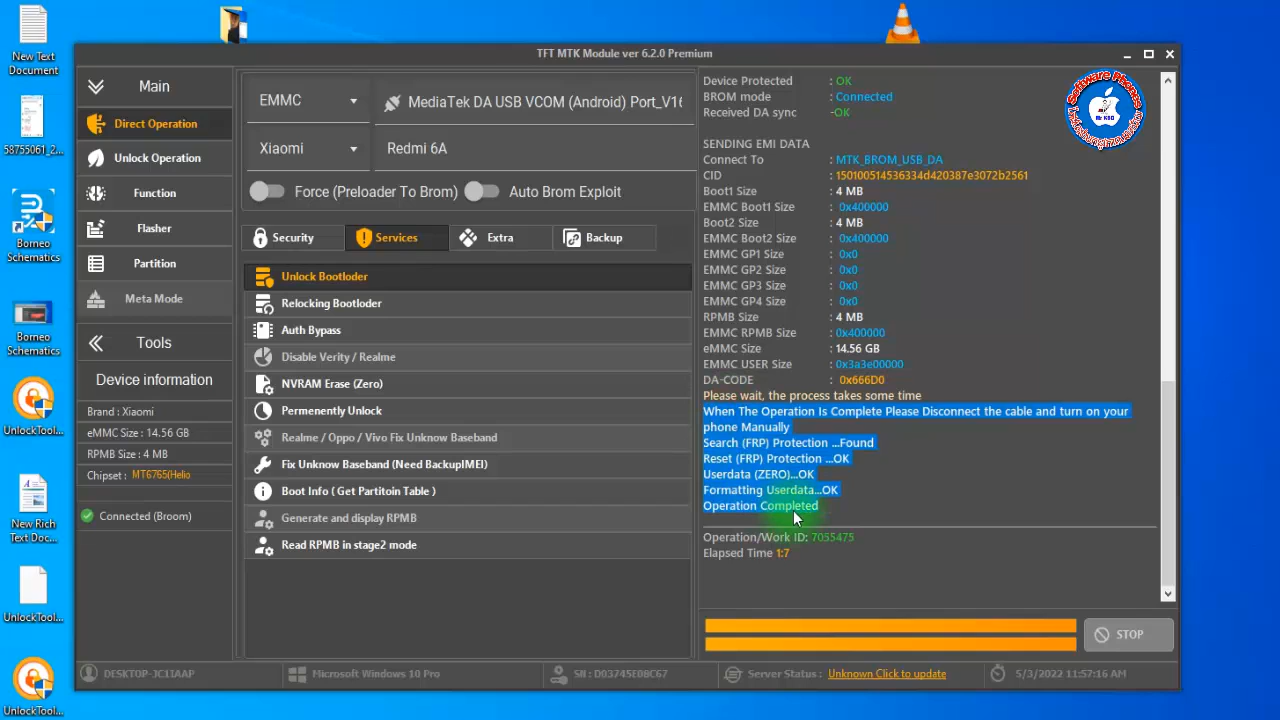 New Text
Document
58755061_2...
Borneo
Schematics
Borneo
Schematics
UnlockTool...
New Rich
Text Doc...
UnlockTool...
UnlockTool...
TFT MTK Module ver 6.2.0 Premium
Main
Direct Operation
Unlock Operation
Function
Flasher
Partition
Meta Mode
Tools
Device information
Brand : Xiaomi
eMMC Size : 14.56 GB
RPMB Size : 4 MB
Chipset : MT6765(Helio
Connected (Broom)
EMMC
MediaTek DA USB VCOM (Android) Port_V16
Xiaomi
Redmi 6A
Force (Preloader To Brom)
Auto Brom Exploit
Security
Services
Extra
Backup
Unlock Bootloder
Relocking Bootloder
Auth Bypass
Disable Verity / Realme
NVRAM Erase (Zero)
Permenently Unlock
Realme / Oppo / Vivo Fix Unknow Baseband
Fix Unknow Baseband (Need BackupIMEI)
Boot Info ( Get Partitoin Table )
Generate and display RPMB
Read RPMB in stage2 mode
Device Protected : OK
BROM mode : Connected
Received DA sync -OK
SENDING EMI DATA
Connect To : MTK_BROM_USB_DA
CID : 150100514536334d420387e3072b2561
Boot1 Size : 4 MB
EMMC Boot1 Size : 0x400000
Boot2 Size : 4 MB
EMMC Boot2 Size : 0x400000
EMMC GP1 Size : 0x0
EMMC GP2 Size : 0x0
EMMC GP3 Size : 0x0
EMMC GP4 Size : 0x0
RPMB Size : 4 MB
EMMC RPMB Size : 0x400000
eMMC Size : 14.56 GB
EMMC USER Size : 0x3a3e00000
DA-CODE : 0x666D0
Please wait, the process takes some time
When The Operation Is Complete Please Disconnect the cable and turn on your
phone Manually
Search (FRP) Protection ...Found
Reset (FRP) Protection ...OK
Userdata (ZERO)...OK
Formatting Userdata...OK
Operation Completed
Operation/Work ID: 7055475
Elapsed Time 1:7
STOP
Software Phones
Mr KBO
DESKTOP-JC1IAAP
Microsoft Windows 10 Pro
SN : D03745EDBC67
Server Status : Unknown Click to update
5/3/2022 11:57:16 AM